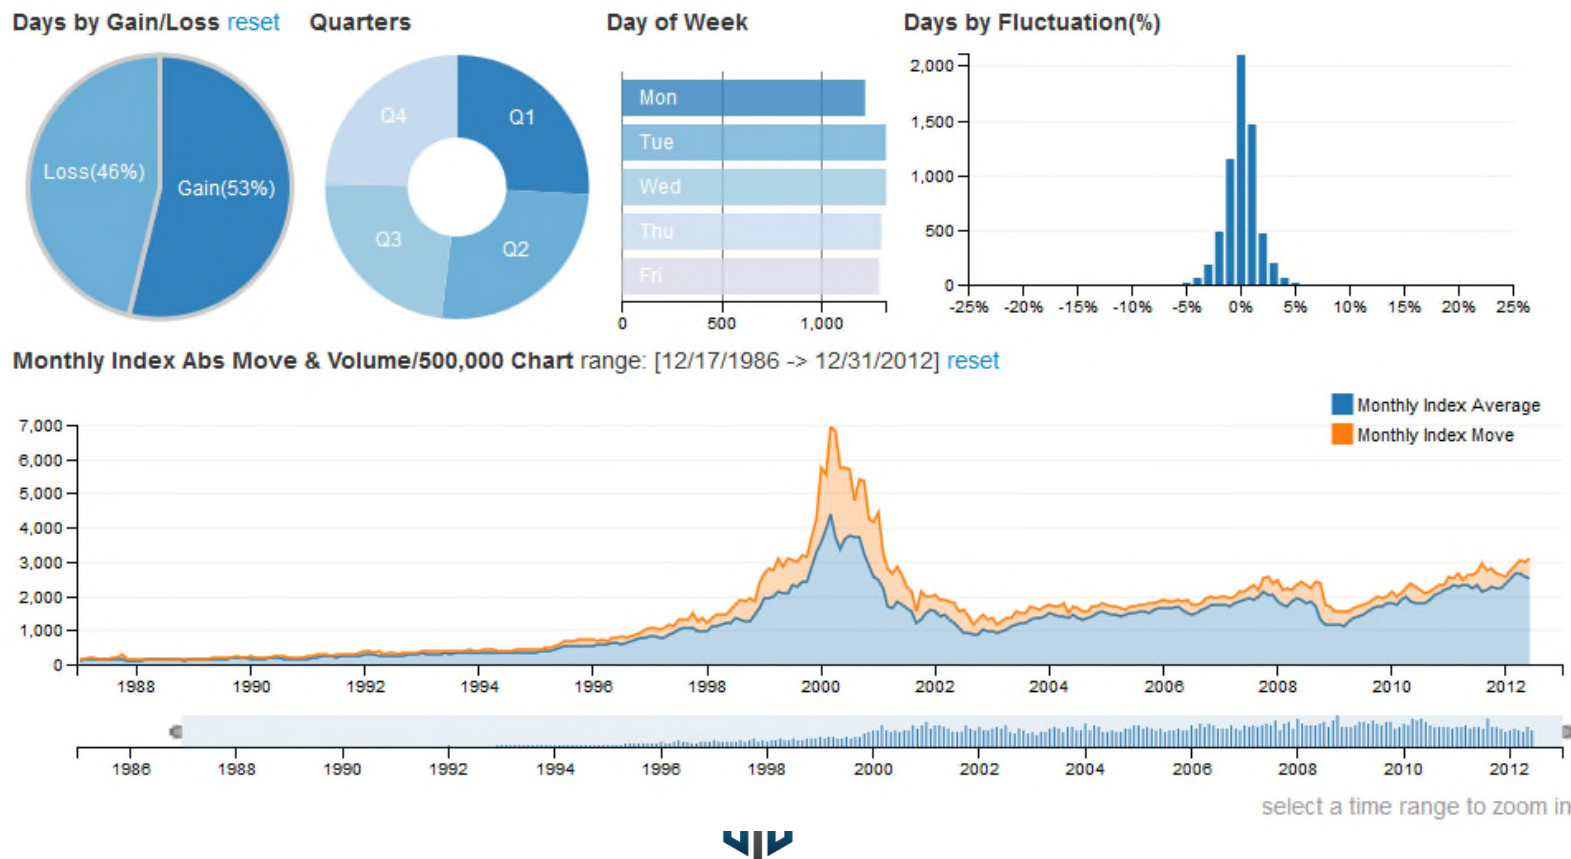 Days by Gain/Loss reset
Loss(46%)
Gain(53%)
Quarters
Q4
Q1
Q3
Q2
Day of Week
Mon
Tue
Wed
Thu
Fri
0 500 1,000
Days by Fluctuation(%)
2,000
1,500
1,000
500
0
-25% -20% -15% -10% -5% 0% 5% 10% 15% 20% 25%
Monthly Index Abs Move & Volume/500,000 Chart range: [12/17/1986 -> 12/31/2012] reset
Monthly Index Average
Monthly Index Move
7,000
6,000
5,000
4,000
3,000
2,000
1,000
0
1988 1990 1992 1994 1996 1998 2000 2002 2004 2006 2008 2010 2012
1986 1988 1990 1992 1994 1996 1998 2000 2002 2004 2006 2008 2010 2012
select a time range to zoom in